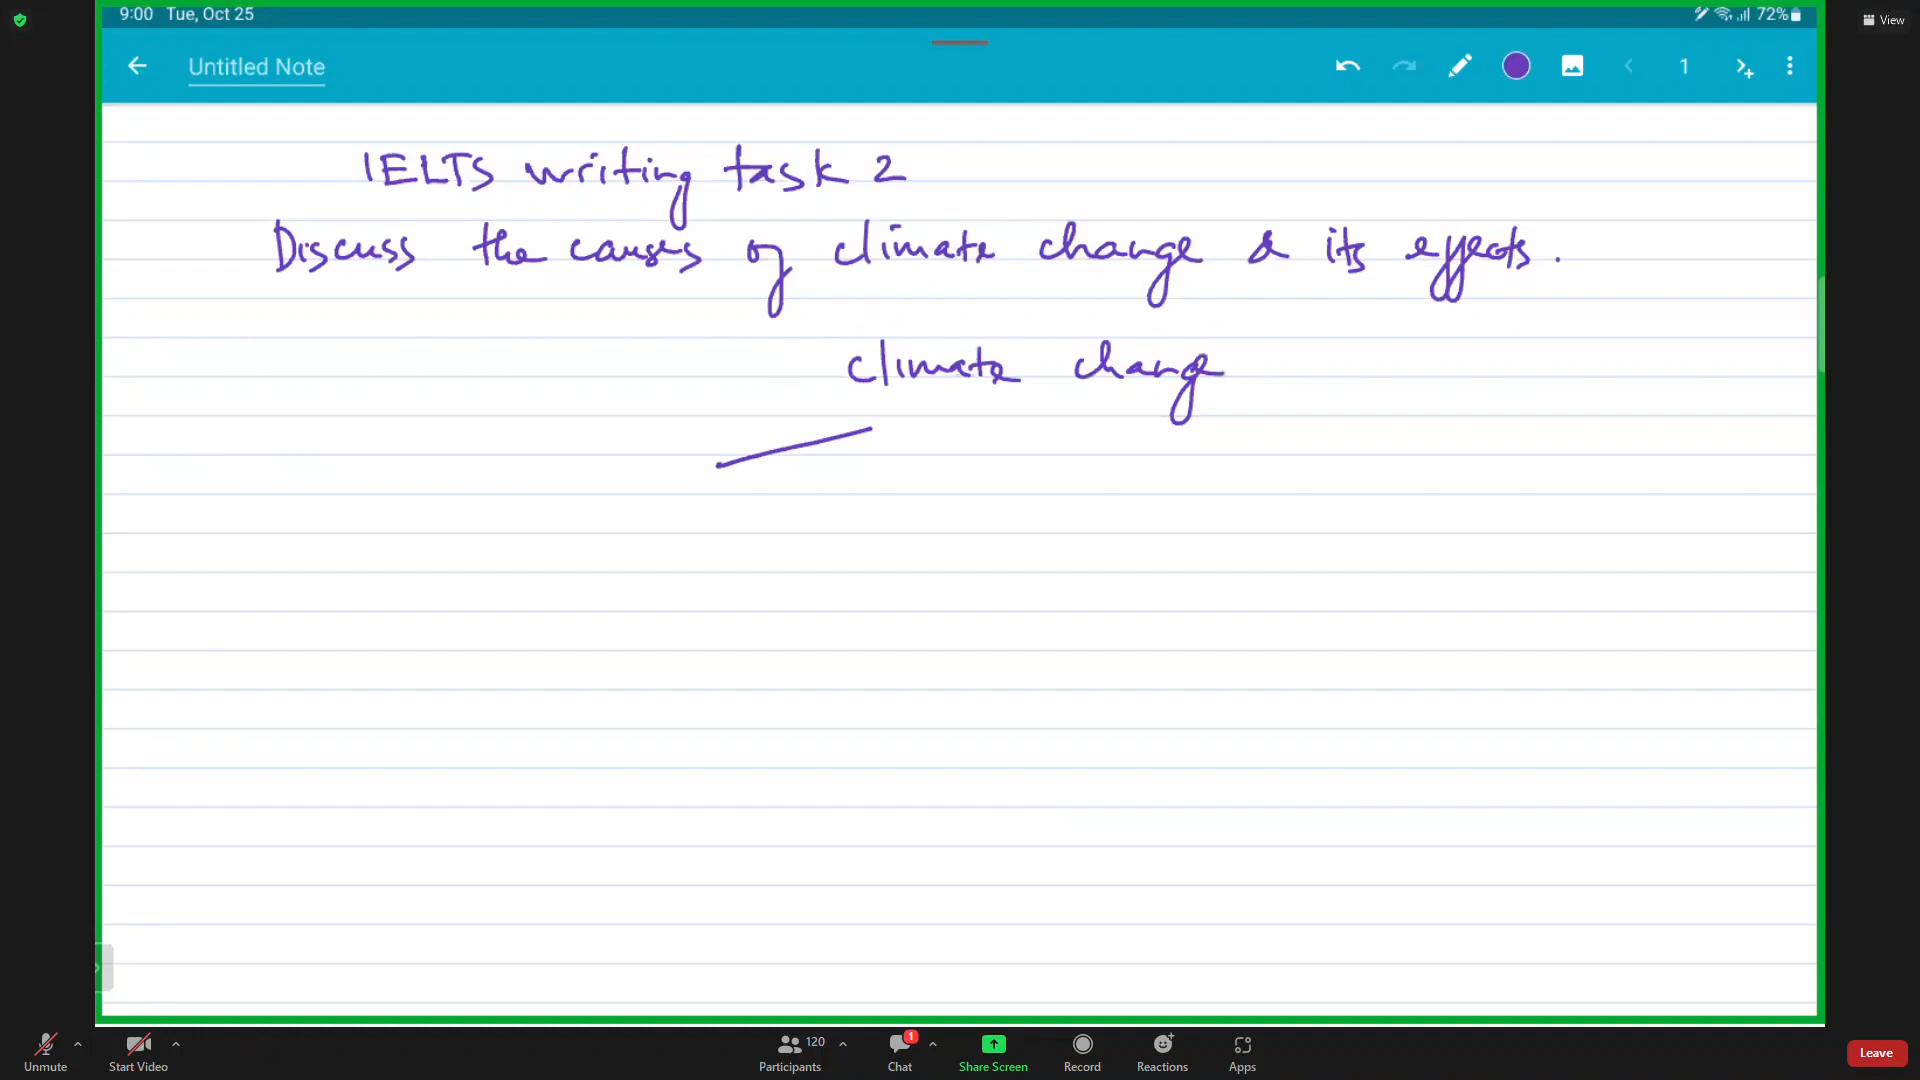 9:00 Tue, Oct 25 72%
View
Untitled Note 1
IELTS writing task 2
Discuss the causes of climate change & its effects.
climate change
120 1
Unmute Start Video Participants Chat Share Screen Record Reactions Apps Leave